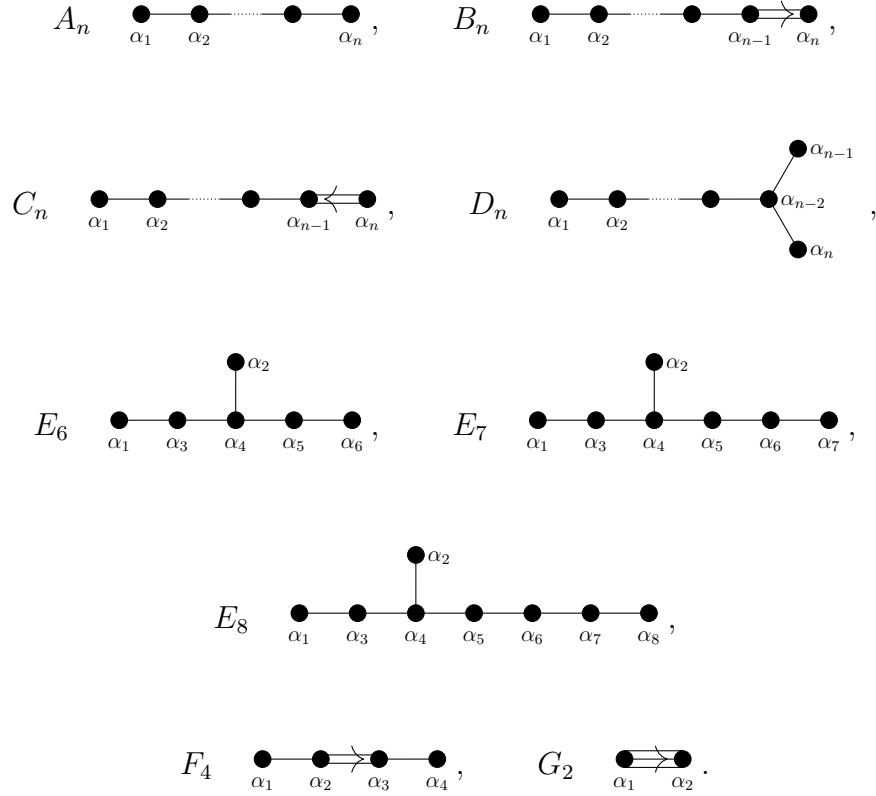 A_n α_1 α_2 α_n , B_n α_1 α_2 α_{n−1} α_n ,
C_n α_1 α_2 α_{n−1} α_n , D_n α_1 α_2 α_{n−2} α_{n−1} α_n ,
E_6 α_1 α_3 α_4 α_2 α_5 α_6 , E_7 α_1 α_3 α_4 α_2 α_5 α_6 α_7 ,
E_8 α_1 α_3 α_4 α_2 α_5 α_6 α_7 α_8 ,
F_4 α_1 α_2 α_3 α_4 , G_2 α_1 α_2 .